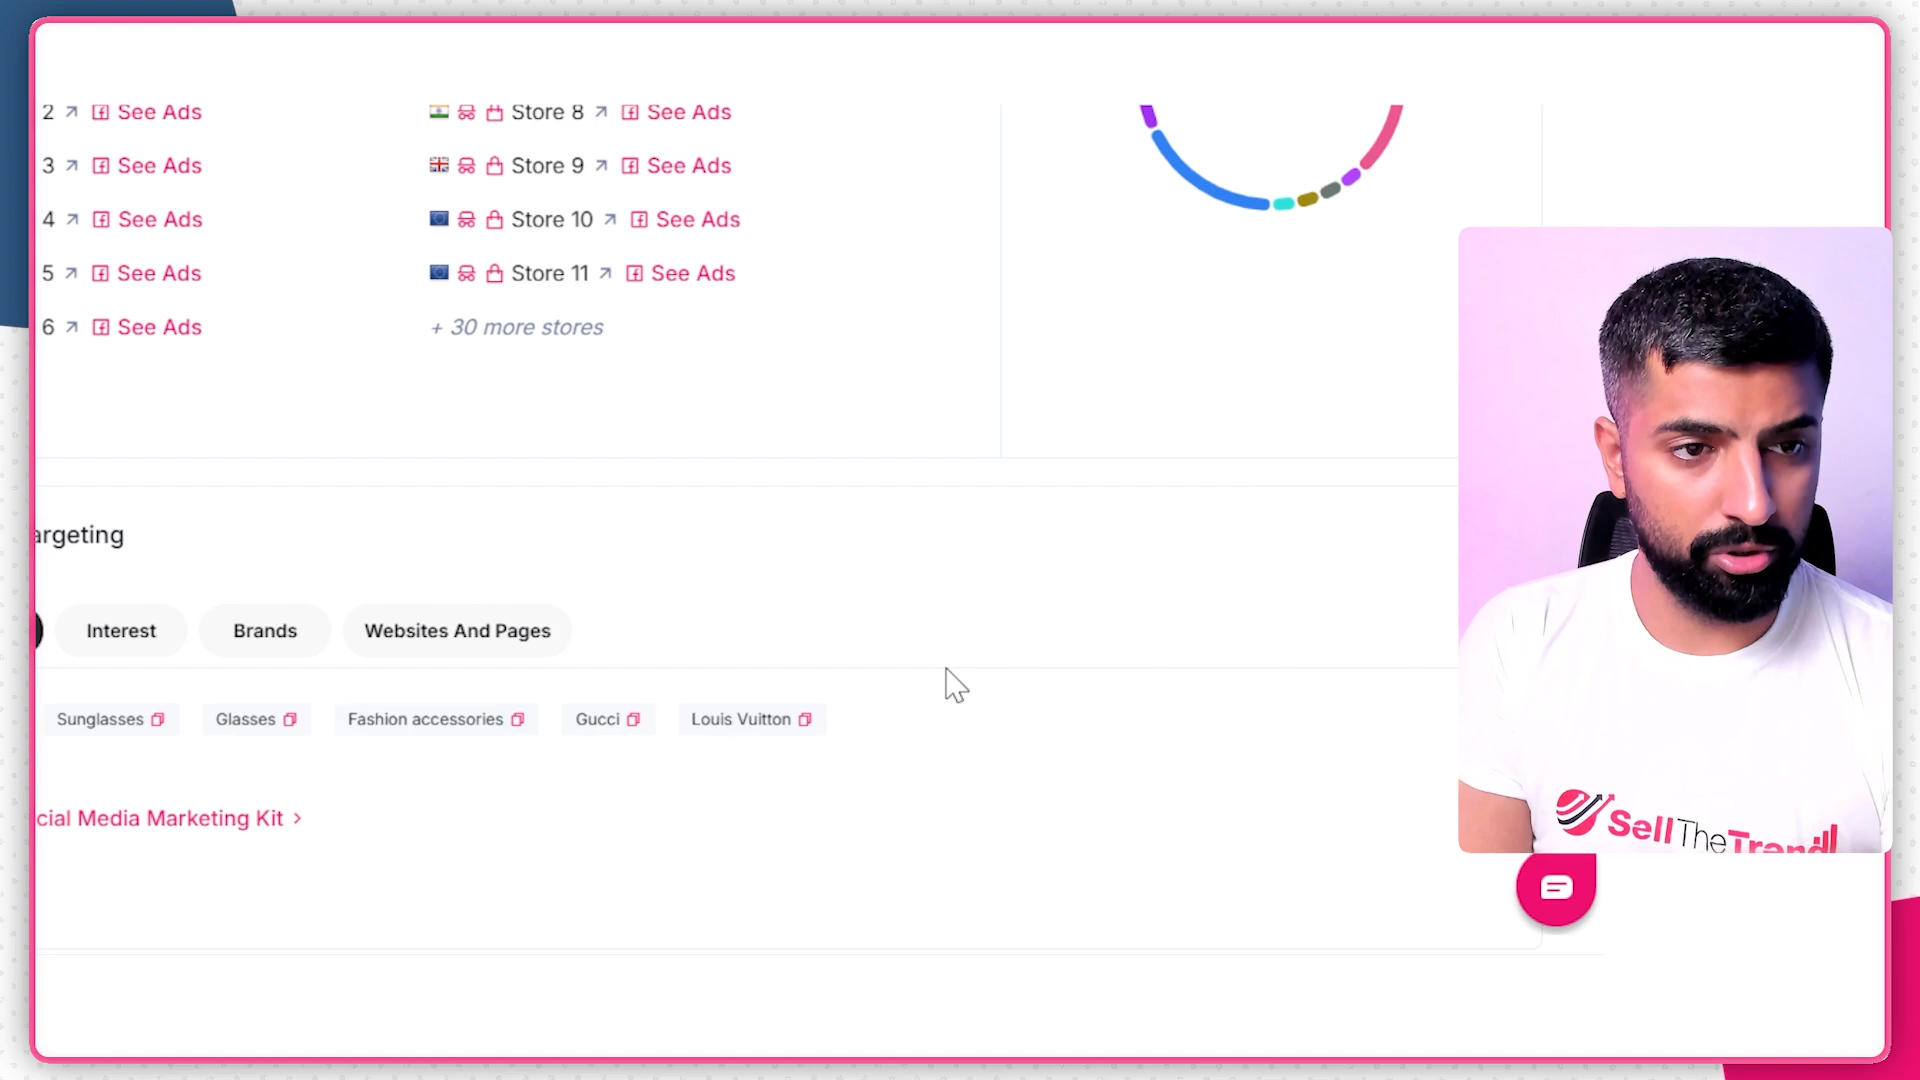 2 See Ads Store 8 See Ads
3 See Ads Store 9 See Ads
4 See Ads Store 10 See Ads
5 See Ads Store 11 See Ads
6 See Ads + 30 more stores
argeting
Interest Brands Websites And Pages
Sunglasses Glasses Fashion accessories Gucci Louis Vuitton
cial Media Marketing Kit >
SellTheTrend